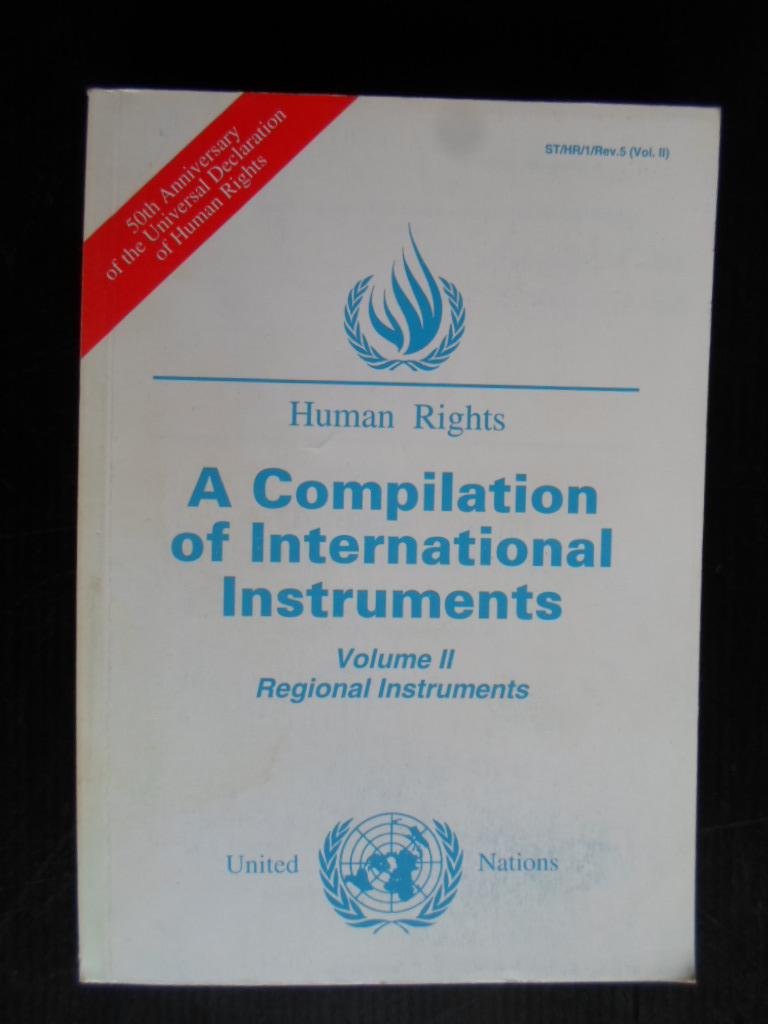 50th Anniversary
of the Universal Declaration
of Human Rights
ST/HR/1/Rev.5 (Vol. II)
Human Rights
A Compilation
of International
Instruments
Volume II
Regional Instruments
United Nations